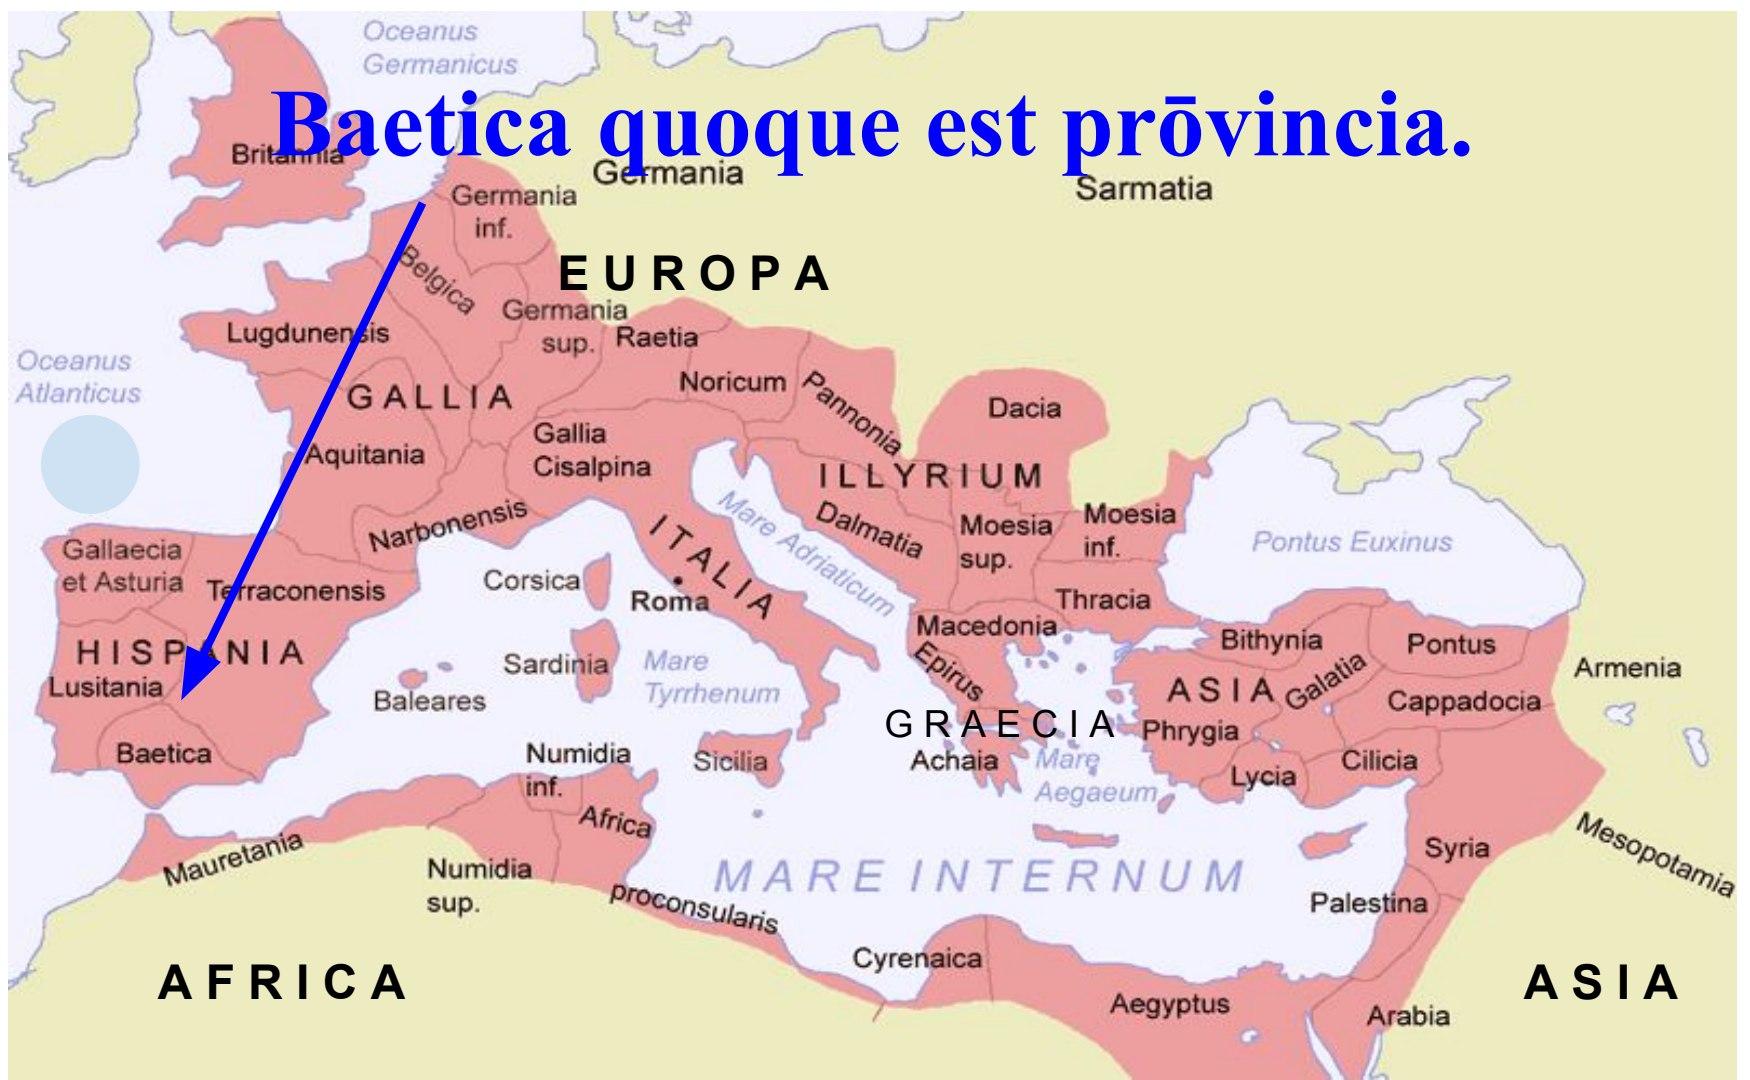 Oceanus
Germanicus
Baetica quoque est prōvincia.
Britannia
Germania
Sarmatia
Germania
inf.
EUROPA
Belgica
Germania
sup.
Lugdunensis
Raetia
Oceanus
Atlanticus
GALLIA
Noricum
Pannonia
Dacia
Gallia
Cisalpina
Aquitania
ILLYRIUM
Mare Adriaticum
Narbonensis
ITALIA
Dalmatia
Moesia
sup.
Moesia
inf.
Pontus Euxinus
Gallaecia
et Asturia
Terraconensis
Corsica
Roma
Thracia
Macedonia
Bithynia
Pontus
HISPANIA
Lusitania
Sardinia
Mare
Tyrrhenum
Baleares
Epirus
ASIA
Galatia
Armenia
Cappadocia
GRAECIA
Phrygia
Baetica
Numidia
inf.
Sicilia
Achaia
Mare
Aegaeum
Lycia
Cilicia
Africa
proconsularis
Mauretania
Numidia
sup.
MARE INTERNUM
Syria
Mesopotamia
Palestina
Cyrenaica
AFRICA
ASIA
Aegyptus
Arabia